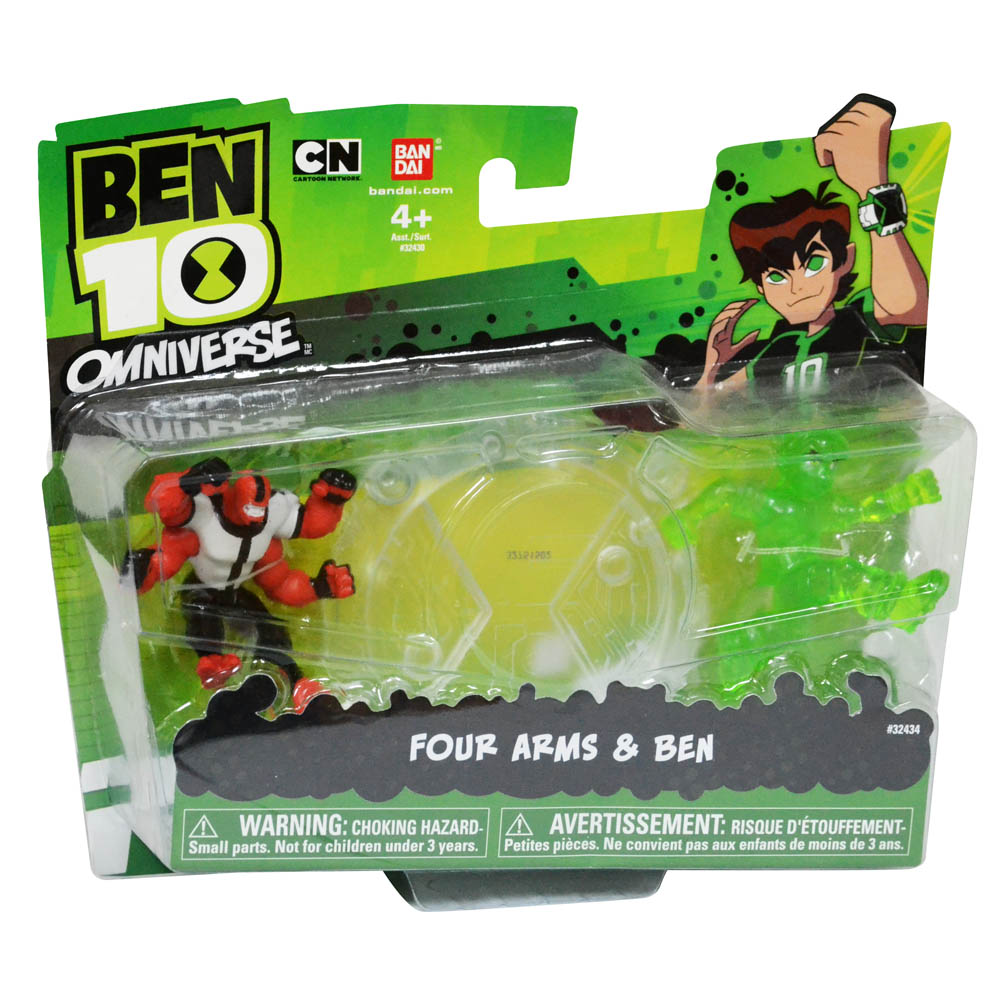 BEN
10
OMNIVERSE
TM
MC
CN
CARTOON NETWORK
BAN
DAI
bandai.com
4+
Asst./Surt.
#32430
10
32751502
FOUR ARMS & BEN
#32434
WARNING: CHOKING HAZARD-
Small parts. Not for children under 3 years.
AVERTISSEMENT: RISQUE D'ÉTOUFFEMENT-
Petites pièces. Ne convient pas aux enfants de moins de 3 ans.